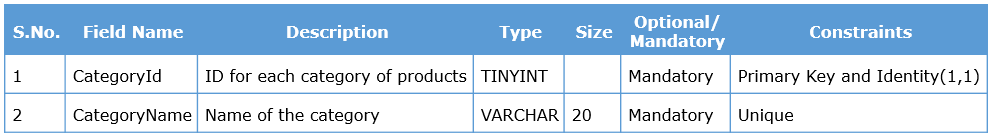 S.No. Field Name Description Type Size Optional/ Mandatory Constraints
1 CategoryId ID for each category of products TINYINT Mandatory Primary Key and Identity(1,1)
2 CategoryName Name of the category VARCHAR 20 Mandatory Unique